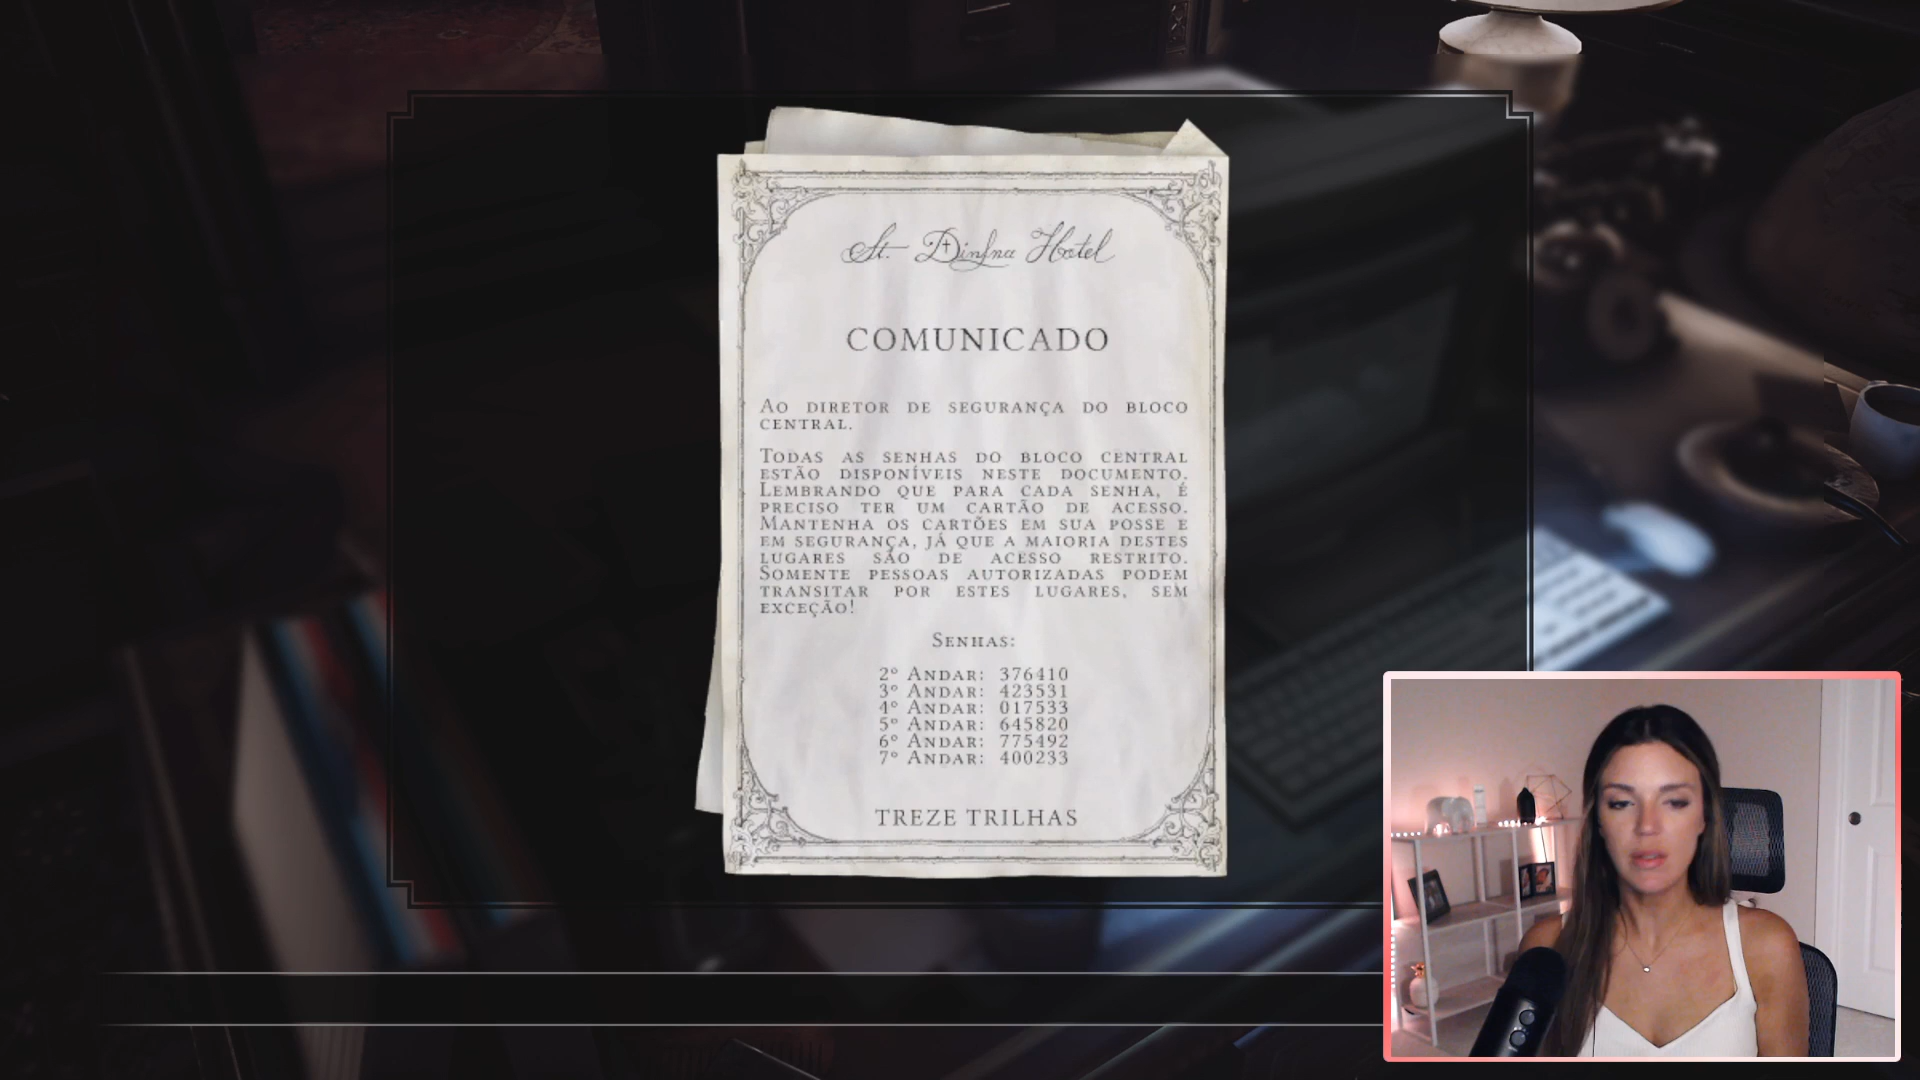 St. Dinfna Hotel
COMUNICADO
AO DIRETOR DE SEGURANÇA DO BLOCO
CENTRAL.
TODAS AS SENHAS DO BLOCO CENTRAL
ESTÃO DISPONÍVEIS NESTE DOCUMENTO.
LEMBRANDO QUE PARA CADA SENHA, É
PRECISO TER UM CARTÃO DE ACESSO.
MANTENHA OS CARTÕES EM SUA POSSE E
EM SEGURANÇA, JÁ QUE A MAIORIA DESTES
LUGARES SÃO DE ACESSO RESTRITO.
SOMENTE PESSOAS AUTORIZADAS PODEM
TRANSITAR POR ESTES LUGARES, SEM
EXCEÇÃO!
SENHAS:
2º ANDAR: 376410
3º ANDAR: 423531
4º ANDAR: 017533
5º ANDAR: 645820
6º ANDAR: 775492
7º ANDAR: 400233
TREZE TRILHAS